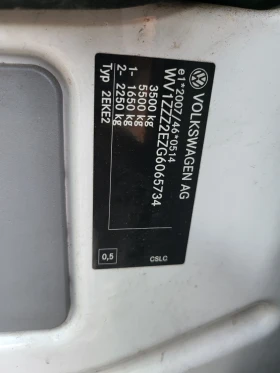 VOLKSWAGEN AG
e1*2007/46*0514
WV1ZZZ2EZG6065734
3500 kg
5500 kg
1- 1650 kg
2- 2250 kg
Typ 2EKE2
0,5
CSLC